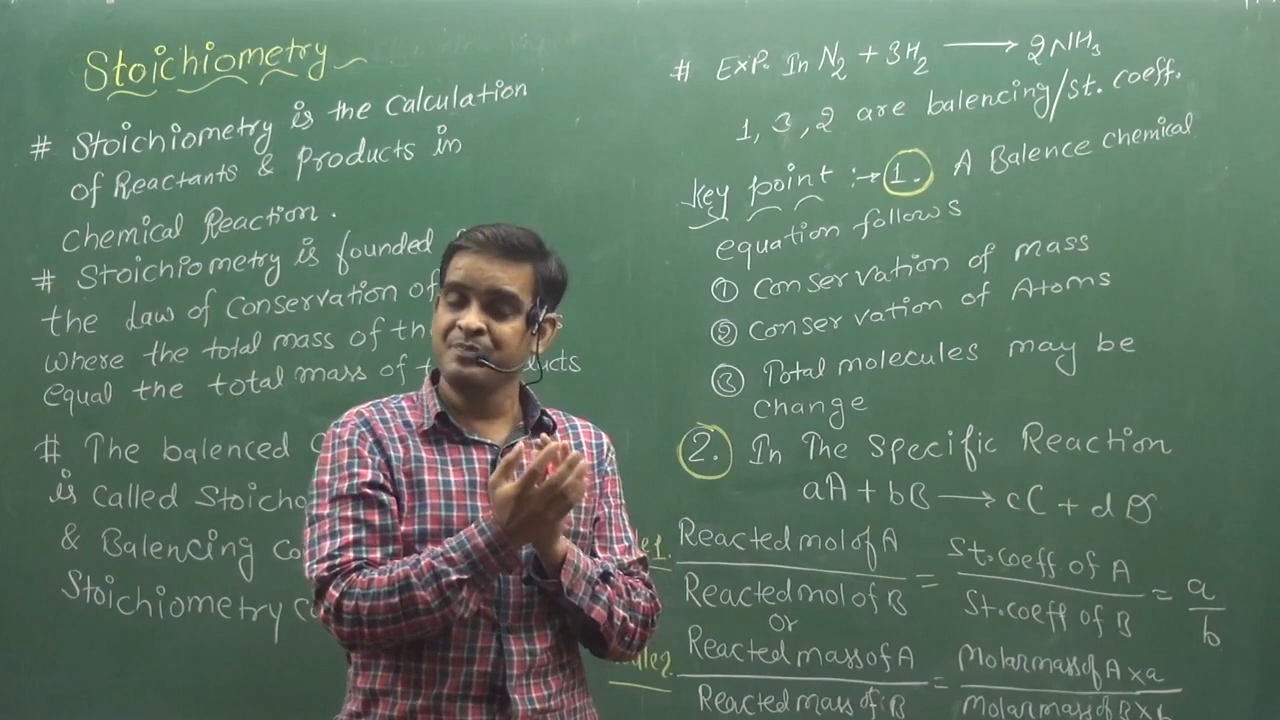 Stoichiometry
# Stoichiometry is the Calculation
of Reactants & Products in
chemical Reaction.
# Stoichiometry is founded
the Law of Conservation of
where the total mass of th
equal the total mass of ducts
# The balenced
is called Stoicho
& Balencing co
Stoichiometry c
# Exp. In N₂ + 3H₂ ⟶ 2NH₃
1, 3, 2 are balencing/St. coeff.
Key point :→ 1. A Balence chemical
equation follows
① Conservation of mass
② Conservation of Atoms
③ Total molecules may be
change
2. In The Specific Reaction
aA + bB ⟶ cC + dD
1. Reacted mol of A / Reacted mol of B = St. coeff of A / St. coeff of B = a / b
or
2. Reacted mass of A / Reacted mass of B = Molar mass of A × a / Molar mass of B × b